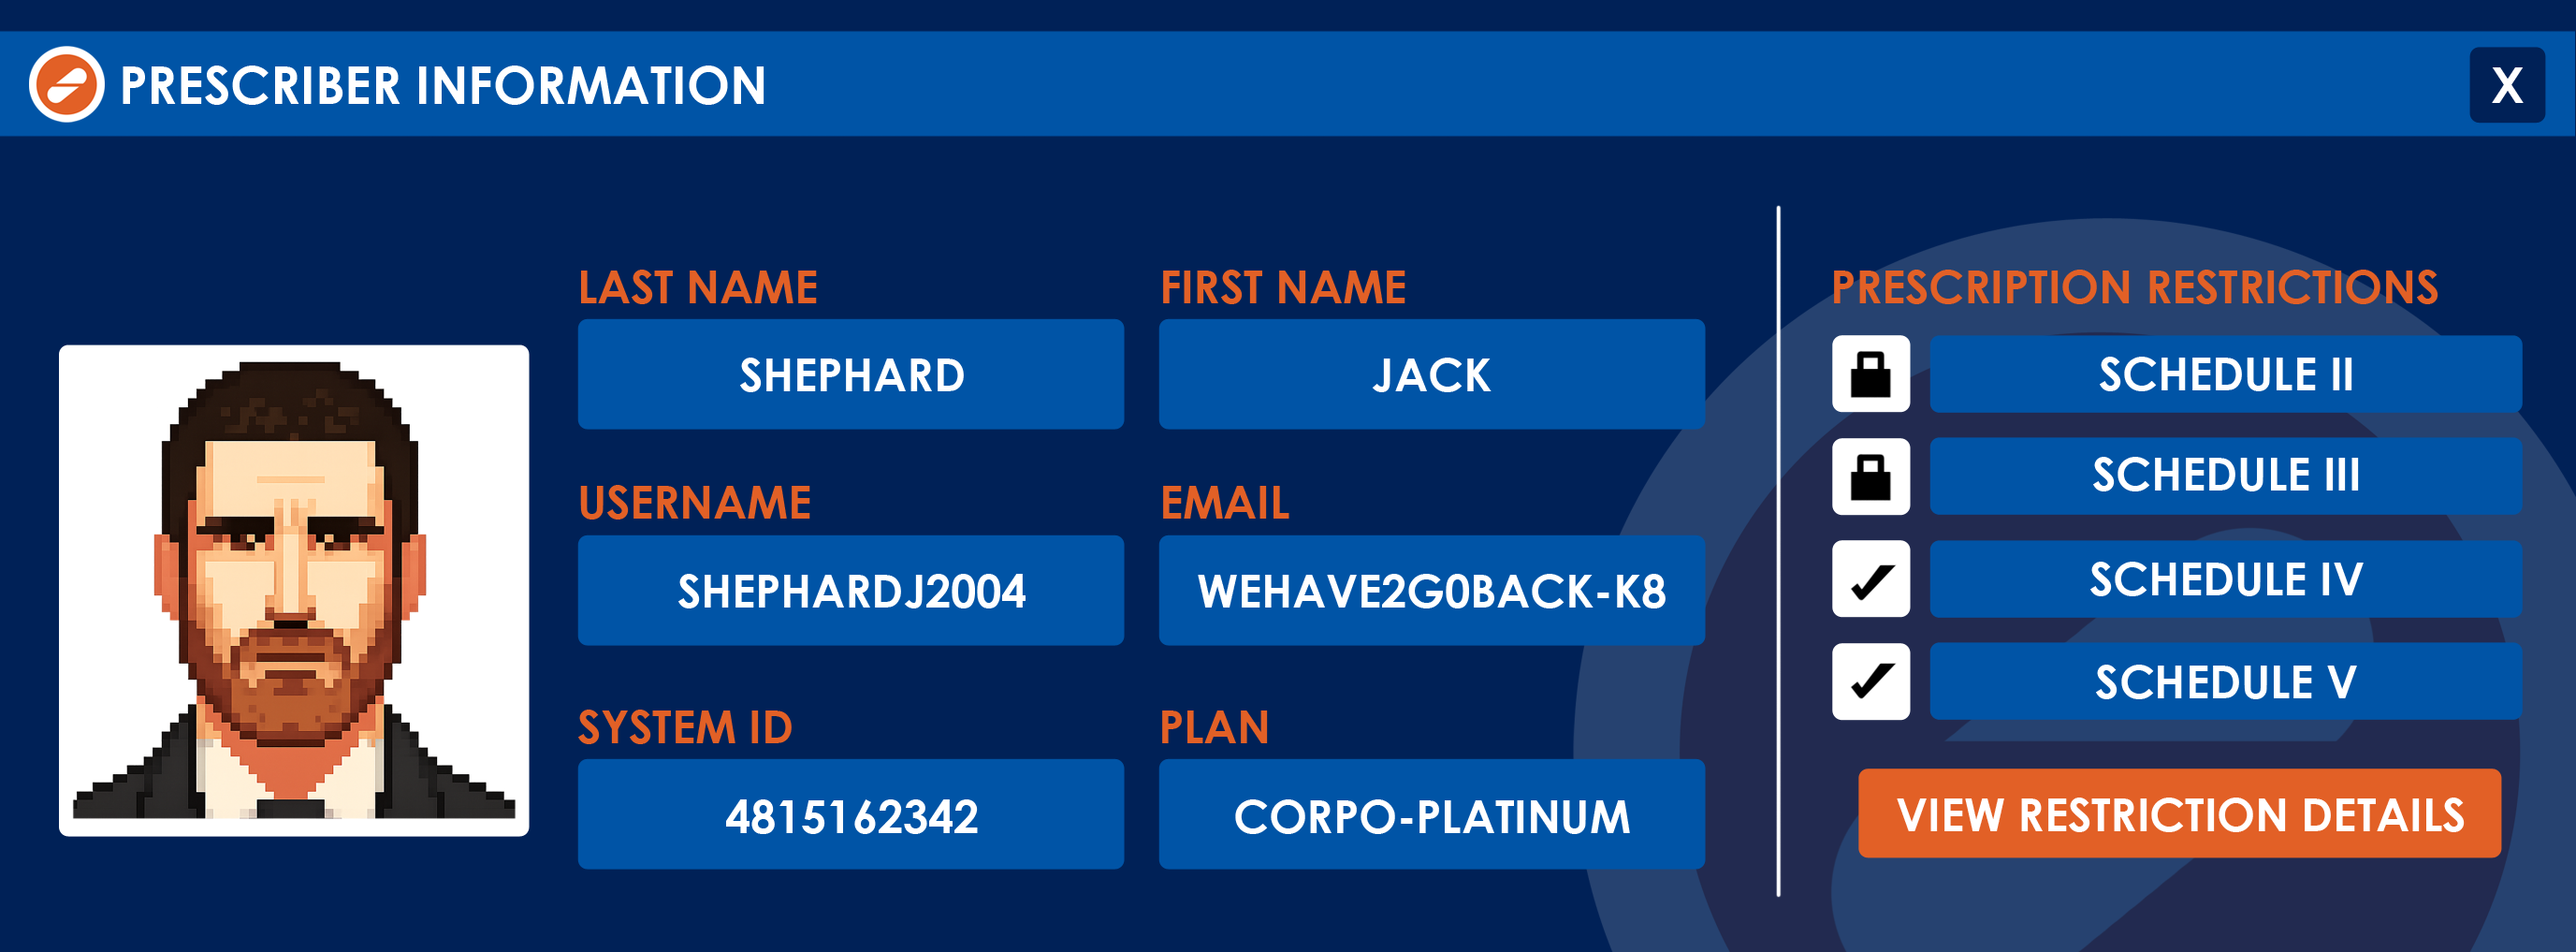 PRESCRIBER INFORMATION
X
LAST NAME
SHEPHARD
FIRST NAME
JACK
USERNAME
SHEPHARDJ2004
EMAIL
WEHAVE2G0BACK-K8
SYSTEM ID
4815162342
PLAN
CORPO-PLATINUM
PRESCRIPTION RESTRICTIONS
SCHEDULE II
SCHEDULE III
SCHEDULE IV
SCHEDULE V
VIEW RESTRICTION DETAILS